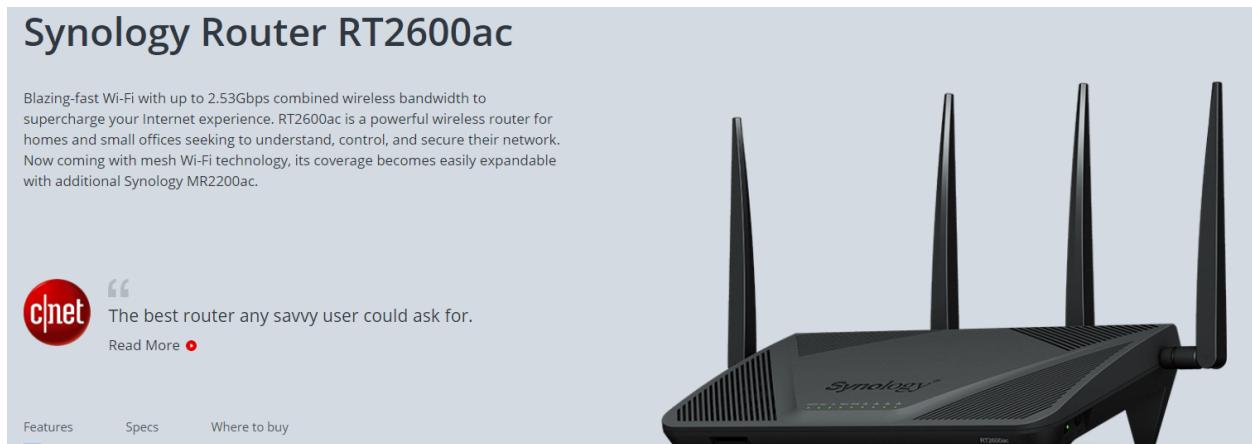 Synology Router RT2600ac
Blazing-fast Wi-Fi with up to 2.53Gbps combined wireless bandwidth to
supercharge your Internet experience. RT2600ac is a powerful wireless router for
homes and small offices seeking to understand, control, and secure their network.
Now coming with mesh Wi-Fi technology, its coverage becomes easily expandable
with additional Synology MR2200ac.
c|net
“
The best router any savvy user could ask for.
Read More
Synology
RT2600ac
Features Specs Where to buy